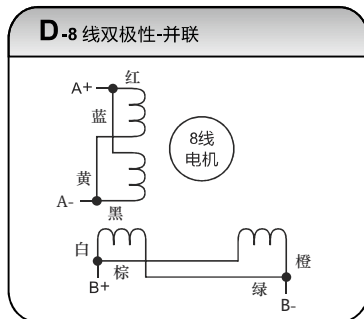 D-8 线双极性-并联
A+
红
蓝
8线
电机
黄
A-
黑
白
棕
橙
B+
绿
B-